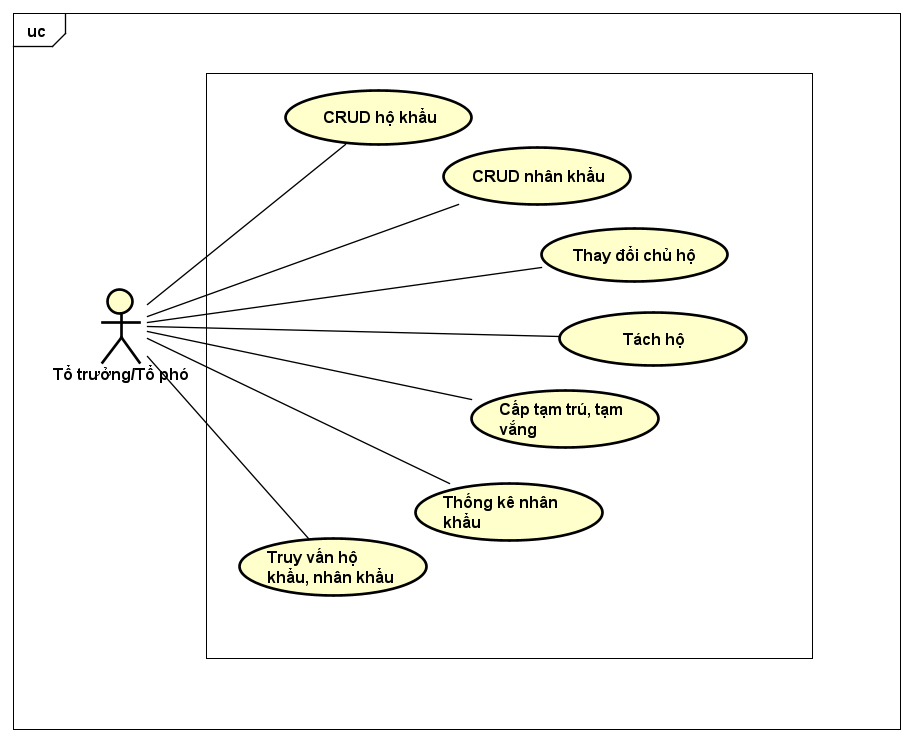 uc
CRUD hộ khẩu
CRUD nhân khẩu
Thay đổi chủ hộ
Tách hộ
Tổ trưởng/Tổ phó
Cấp tạm trú, tạm
vắng
Thống kê nhân
khẩu
Truy vấn hộ
khẩu, nhân khẩu